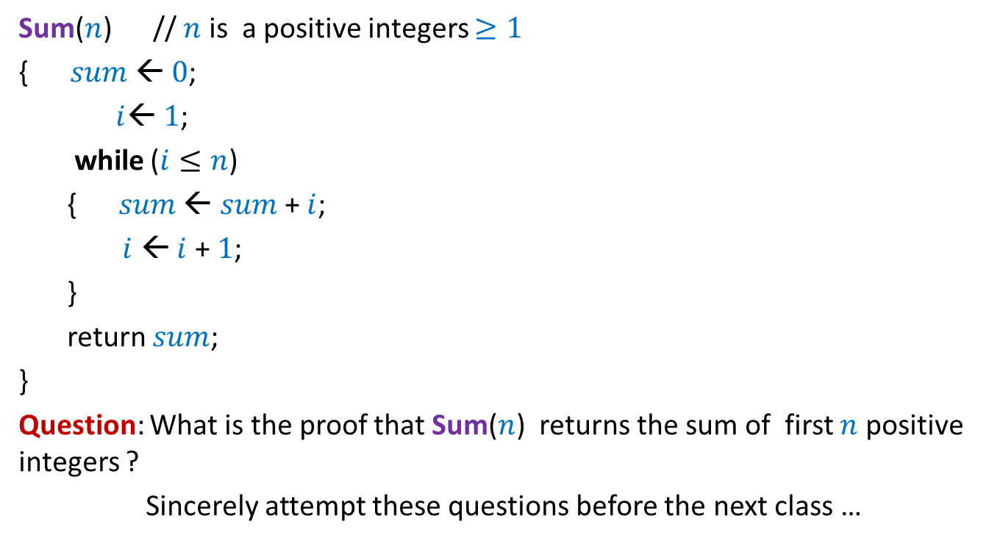 Sum(n) // n is a positive integers ≥ 1
{ sum ← 0;
i← 1;
while (i ≤ n)
{ sum ← sum + i;
i ← i + 1;
}
return sum;
}
Question: What is the proof that Sum(n) returns the sum of first n positive
integers ?
Sincerely attempt these questions before the next class …